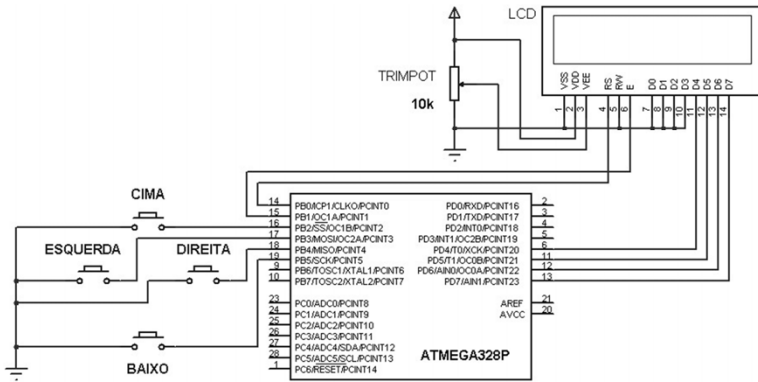 LCD
TRIMPOT
10k
VSS VDD VEE RS RW E D0 D1 D2 D3 D4 D5 D6 D7
1 2 3 4 5 6 7 8 9 10 11 12 13 14
CIMA
ESQUERDA
DIREITA
BAIXO
14 PB0/ICP1/CLKO/PCINT0
15 PB1/OC1A/PCINT1
16 PB2/SS/OC1B/PCINT2
17 PB3/MOSI/OC2A/PCINT3
18 PB4/MISO/PCINT4
19 PB5/SCK/PCINT5
9 PB6/TOSC1/XTAL1/PCINT6
10 PB7/TOSC2/XTAL2/PCINT7
23 PC0/ADC0/PCINT8
24 PC1/ADC1/PCINT9
25 PC2/ADC2/PCINT10
26 PC3/ADC3/PCINT11
27 PC4/ADC4/SDA/PCINT12
28 PC5/ADC5/SCL/PCINT13
1 PC6/RESET/PCINT14
PD0/RXD/PCINT16 2
PD1/TXD/PCINT17 3
PD2/INT0/PCINT18 4
PD3/INT1/OC2B/PCINT19 5
PD4/T0/XCK/PCINT20 6
PD5/T1/OC0B/PCINT21 11
PD6/AIN0/OC0A/PCINT22 12
PD7/AIN1/PCINT23 13
AREF 21
AVCC 20
ATMEGA328P